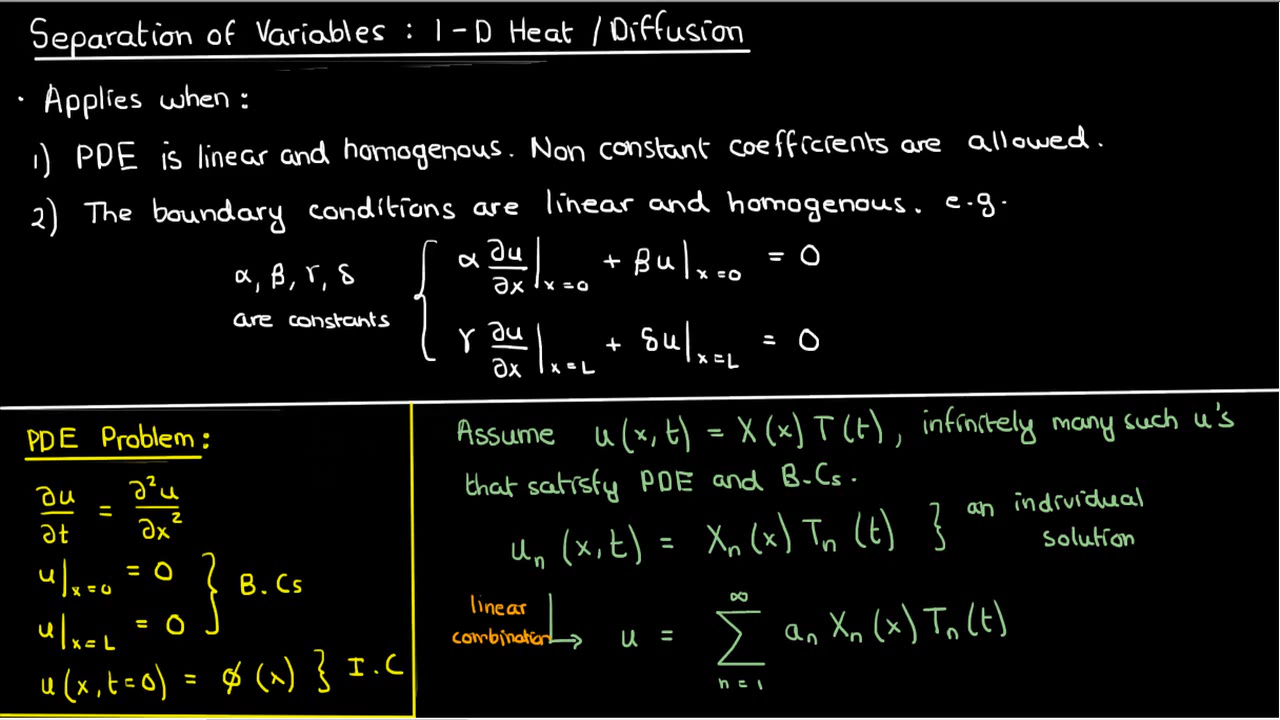 Separation of Variables : 1-D Heat / Diffusion
• Applies when:
1) PDE is linear and homogenous. Non constant coefficients are allowed.
2) The boundary conditions are linear and homogenous. e.g.
α, β, γ, δ
are constants
α ∂u/∂x|x=0 + βu|x=0 = 0
γ ∂u/∂x|x=L + δu|x=L = 0
PDE Problem:
∂u/∂t = ∂²u/∂x²
u|x=0 = 0
u|x=L = 0
} B.Cs
u(x,t=0) = ϕ(x) } I.C
Assume u(x,t) = X(x)T(t), infinitely many such u's
that satisfy PDE and B.Cs.
uₙ(x,t) = Xₙ(x)Tₙ(t) } an individual
solution
linear
combination
u = ∑ₙ₌₁^∞ aₙ Xₙ(x)Tₙ(t)